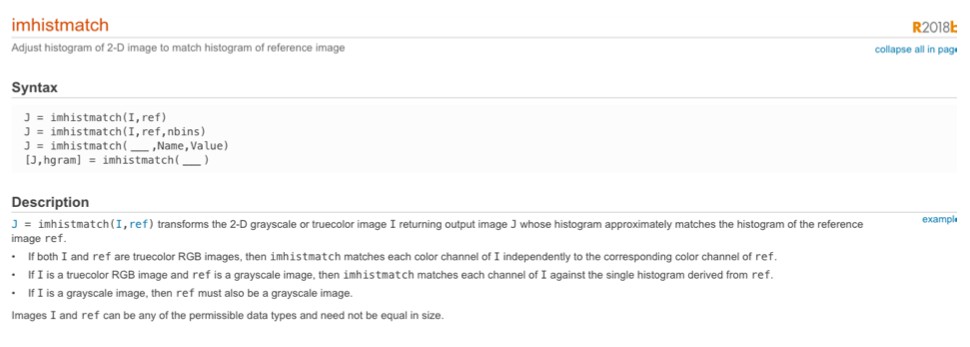 imhistmatch
R2018b
Adjust histogram of 2-D image to match histogram of reference image
collapse all in page
Syntax
J = imhistmatch(I,ref)
J = imhistmatch(I,ref,nbins)
J = imhistmatch(___,Name,Value)
[J,hgram] = imhistmatch(___)
Description
J = imhistmatch(I,ref) transforms the 2-D grayscale or truecolor image I returning output image J whose histogram approximately matches the histogram of the reference
example
image ref.
• If both I and ref are truecolor RGB images, then imhistmatch matches each color channel of I independently to the corresponding color channel of ref.
• If I is a truecolor RGB image and ref is a grayscale image, then imhistmatch matches each channel of I against the single histogram derived from ref.
• If I is a grayscale image, then ref must also be a grayscale image.
Images I and ref can be any of the permissible data types and need not be equal in size.